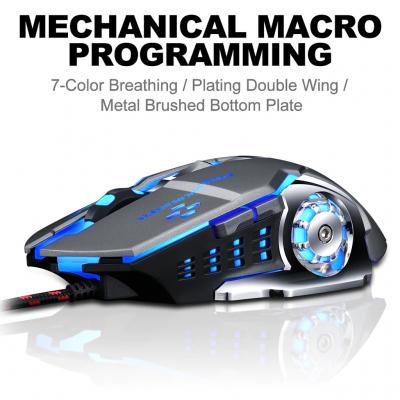 MECHANICAL MACRO
PROGRAMMING
7-Color Breathing / Plating Double Wing /
Metal Brushed Bottom Plate